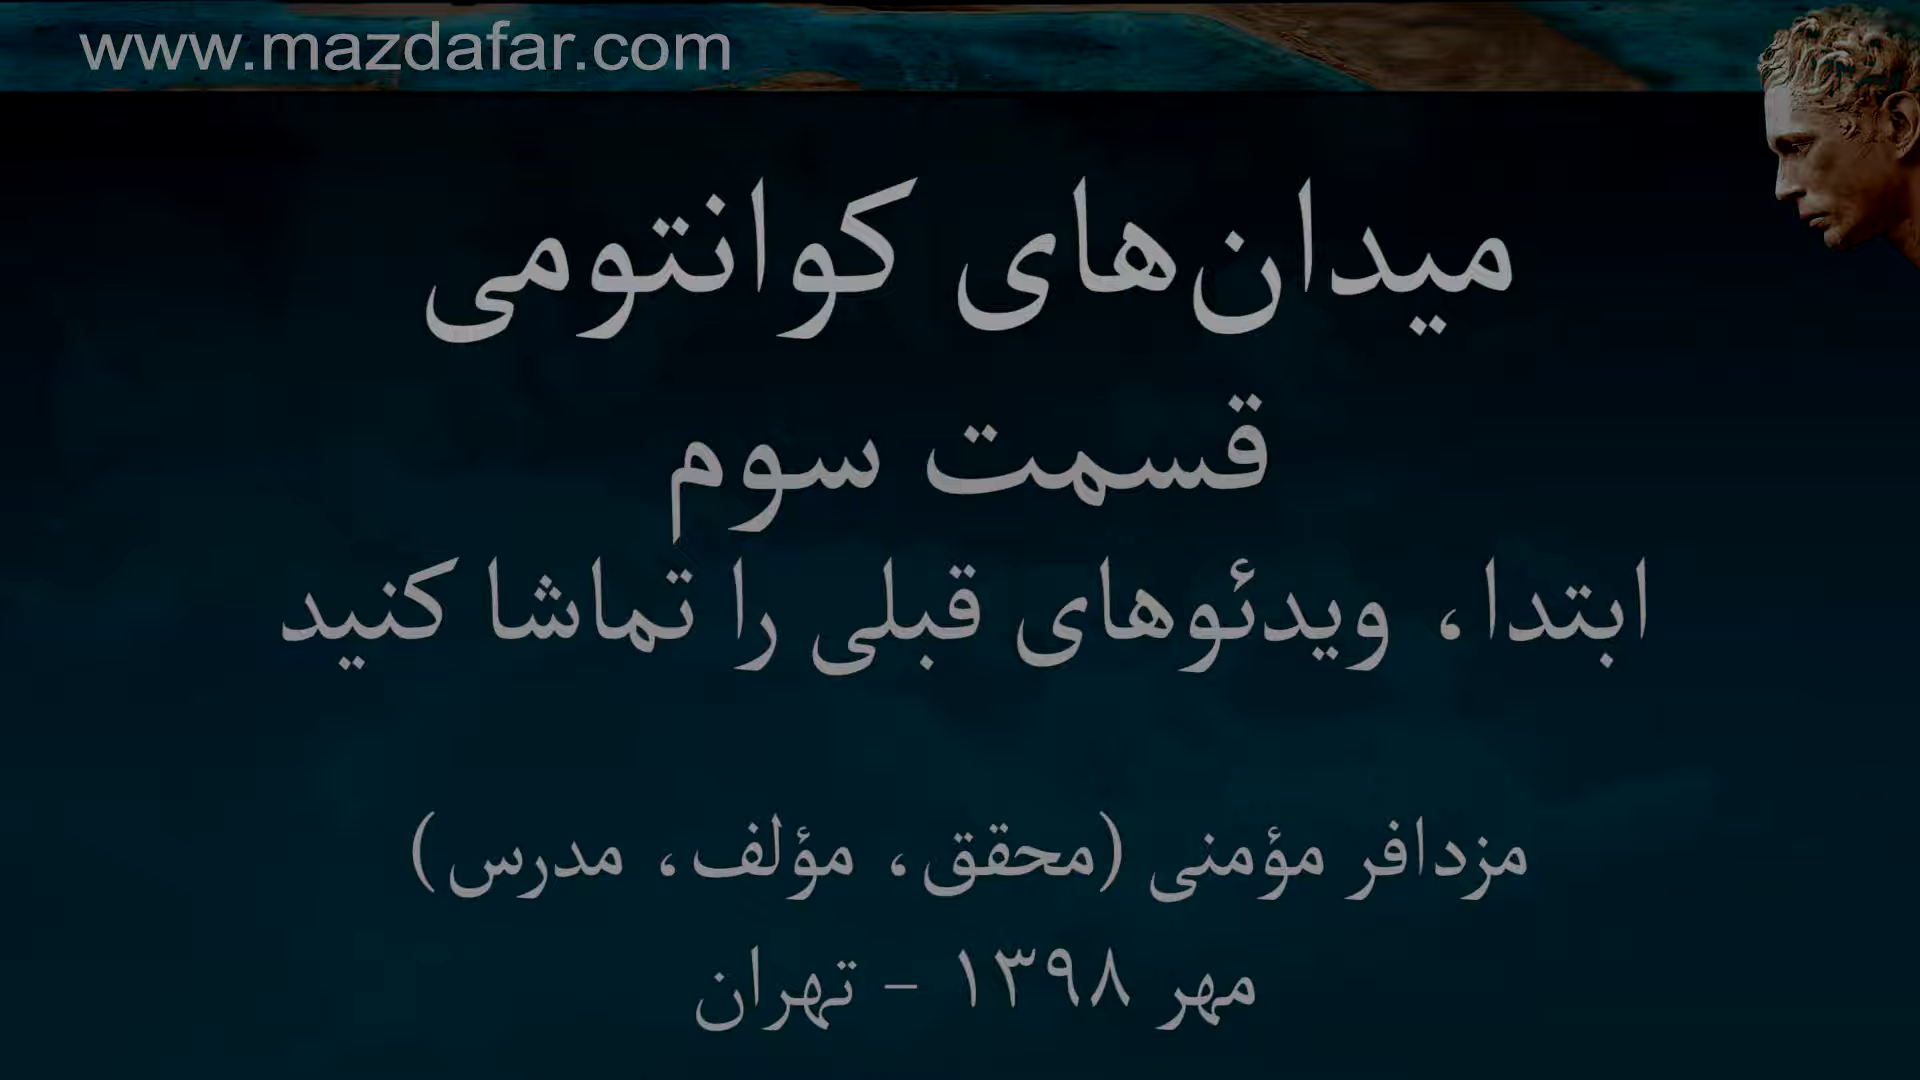 www.mazdafar.com
میدان‌های کوانتومی
قسمت سوم
ابتدا، ویدئوهای قبلی را تماشا کنید
مزدافر مؤمنی (محقق، مؤلف، مدرس)
مهر ۱۳۹۸ - تهران